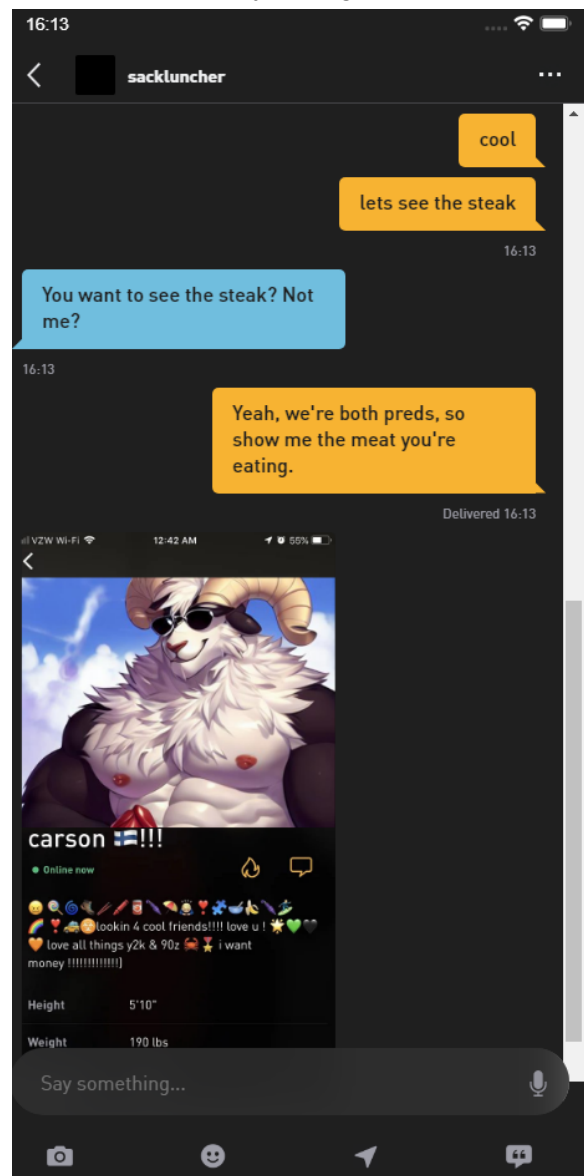 16:13
sackluncher
cool
lets see the steak
16:13
You want to see the steak? Not
me?
16:13
Yeah, we're both preds, so
show me the meat you're
eating.
Delivered 16:13
VZW Wi-Fi 12:42 AM 55%
carson 🇫🇮!!!
Online now
lookin 4 cool friends!!!! love u ! 🌟💚🖤
🧡 love all things y2k & 90z 🦀🎖️ i want
money !!!!!!!!!!!!!)
Height 5'10"
Weight 190 lbs
Say something...